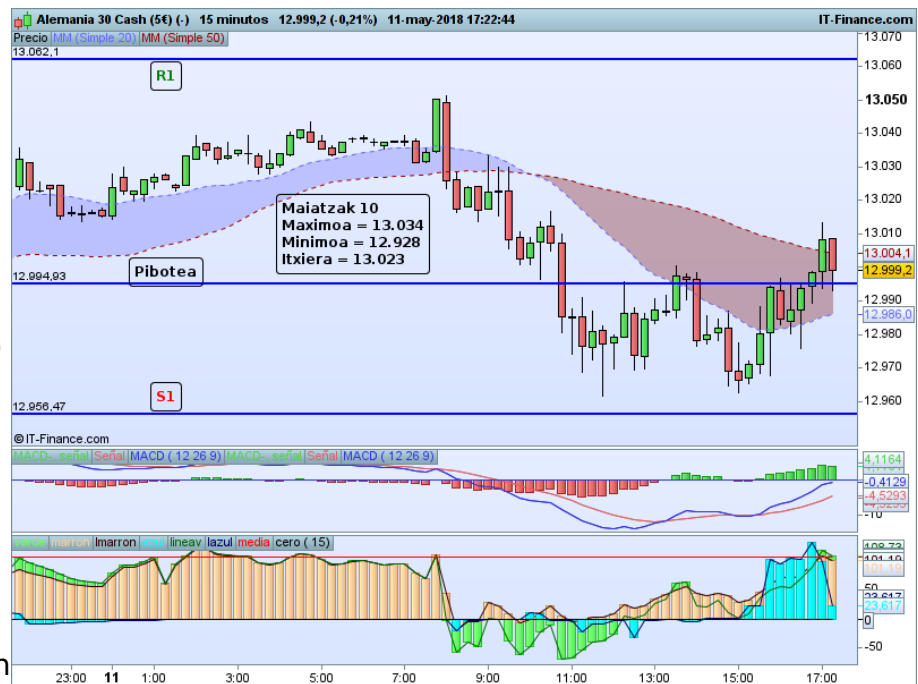 Alemania 30 Cash (5€) (-) 15 minutos 12.999,2 (-0,21%) 11-may-2018 17:22:44 IT-Finance.com
Precio MM (Simple 20) MM (Simple 50)
13.070
13.062,1
13.060
R1
13.050
13.040
13.030
13.020
Maiatzak 10
Maximoa = 13.034
Minimoa = 12.928
Itxiera = 13.023
13.010
Pibotea
13.004,1
12.999,2
12.994,93
12.990
12.986,0
12.980
12.970
S1
12.960
12.956,47
© IT-Finance.com
MACD-. señal Señal MACD ( 12 26 9) MACD-. señal Señal MACD ( 12 26 9)
4,1164
-0,4129
-4,5293
-10
marron lmarron lineav lazul media cero ( 15)
108,73
101,19
50
23,617
0
-50
n
23:00 11 1:00 3:00 5:00 7:00 9:00 11:00 13:00 15:00 17:00